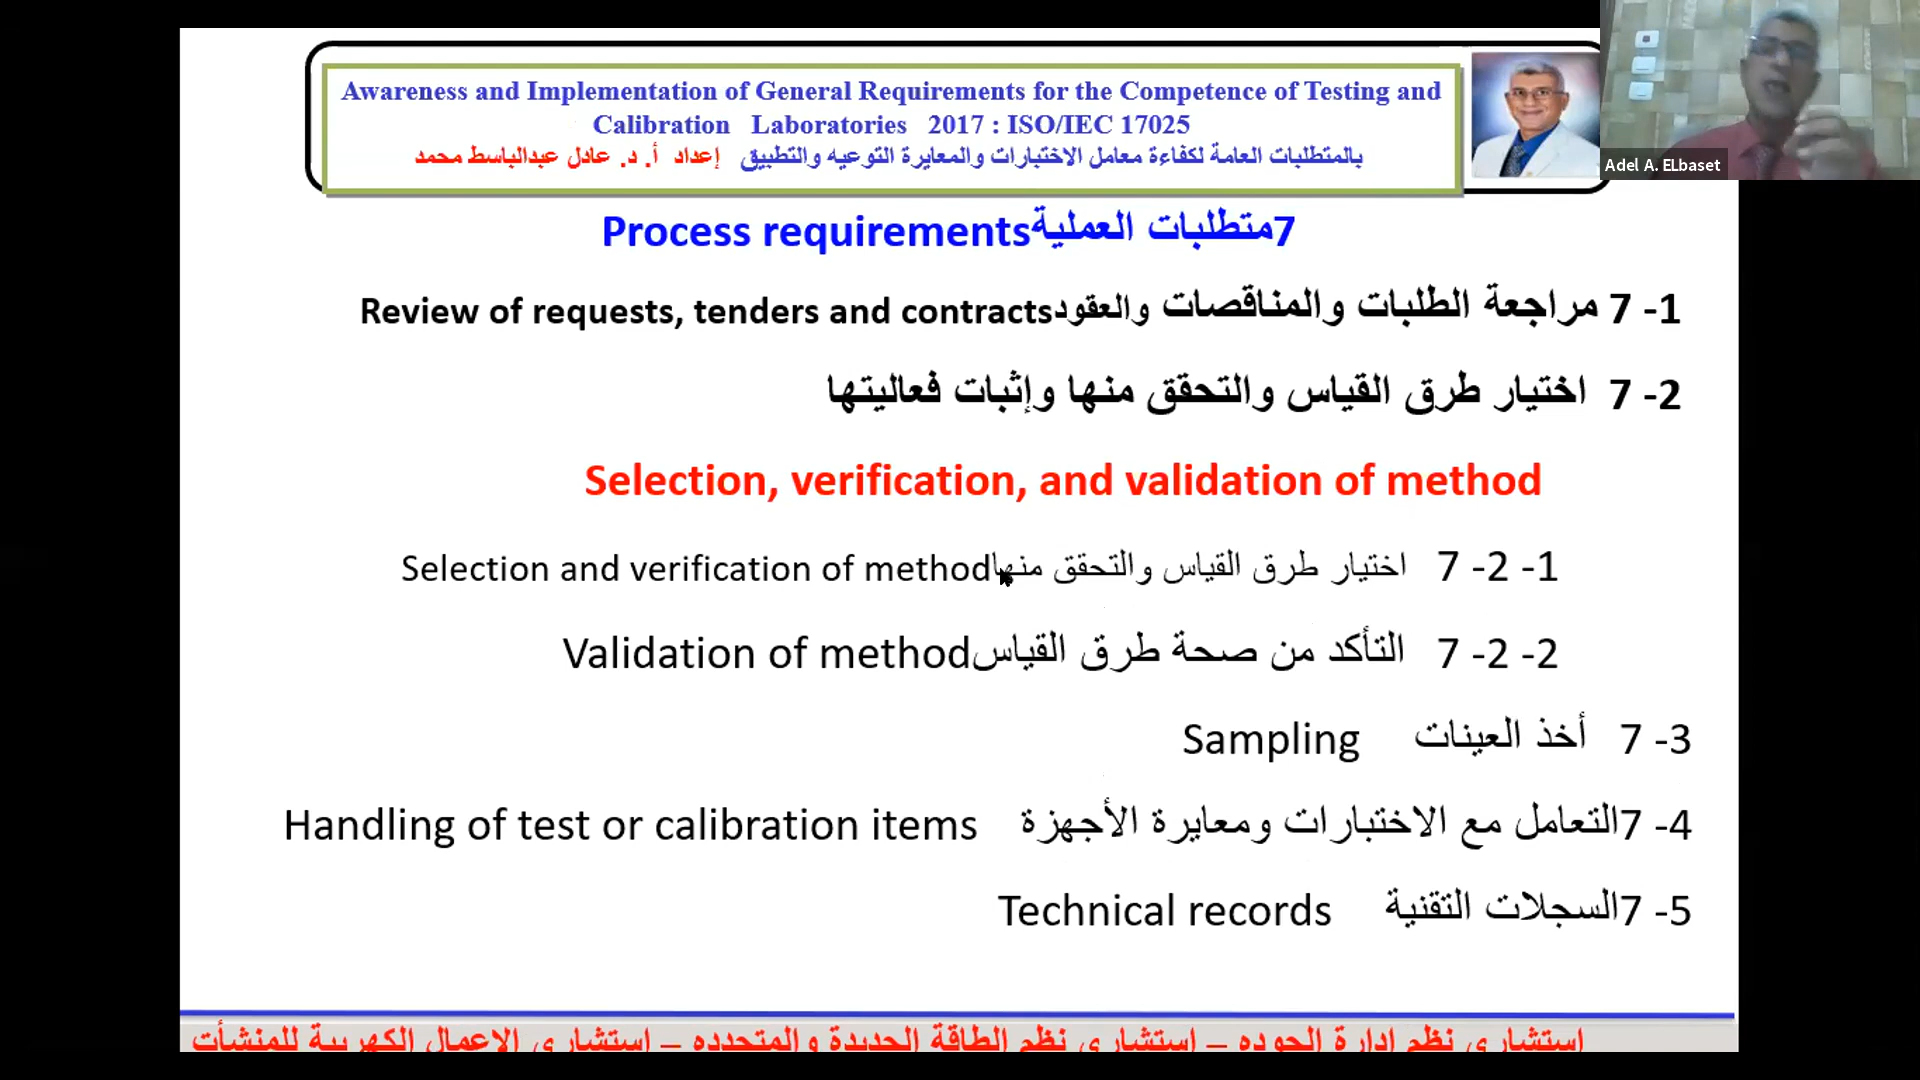 Awareness and Implementation of General Requirements for the Competence of Testing and
Calibration Laboratories 2017 : ISO/IEC 17025
بالمتطلبات العامة لكفاءة معامل الاختبارات والمعايرة التوعيه والتطبيق إعداد أ. د. عادل عبدالباسط محمد
Adel A. ELbaset
7متطلبات العملية Process requirements
7 -1 مراجعة الطلبات والمناقصات والعقود Review of requests, tenders and contracts
7 -2 اختيار طرق القياس والتحقق منها وإثبات فعاليتها
Selection, verification, and validation of method
7 -2 -1 اختيار طرق القياس والتحقق منها Selection and verification of method
7 -2 -2 التأكد من صحة طرق القياس Validation of method
7 -3 أخذ العينات Sampling
7 -4 التعامل مع الاختبارات ومعايرة الأجهزة Handling of test or calibration items
7 -5 السجلات التقنية Technical records
استشاري نظم ادارة الجوده – استشاري نظم الطاقة الجديدة والمتجدده – استشاري الاعمال الكهربية للمنشأت